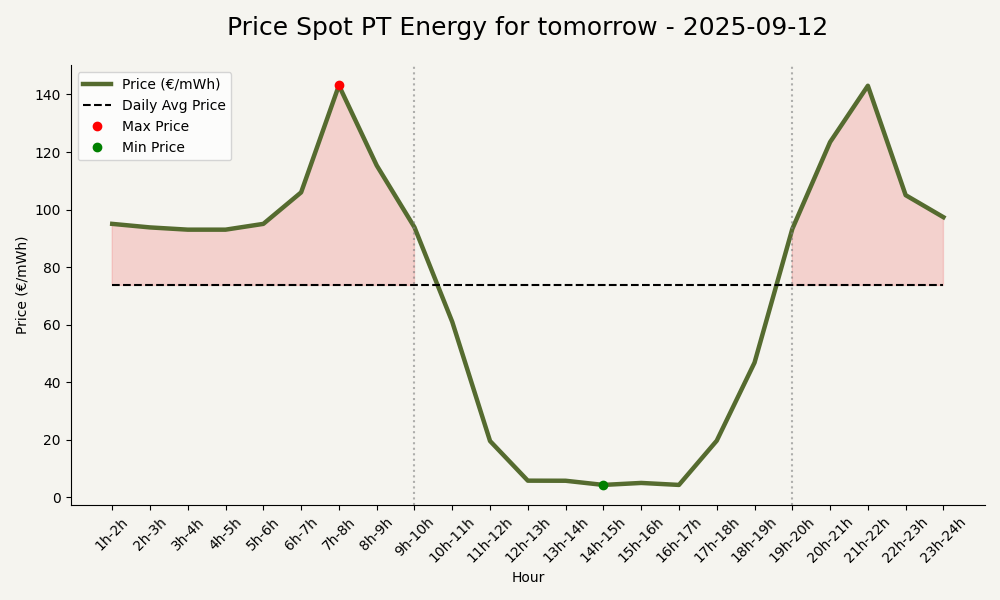 Price Spot PT Energy for tomorrow - 2025-09-12
Price (€/mWh)
Daily Avg Price
Max Price
Min Price
Price (€/mWh)
140
120
100
80
60
40
20
0
1h-2h
2h-3h
3h-4h
4h-5h
5h-6h
6h-7h
7h-8h
8h-9h
9h-10h
10h-11h
11h-12h
12h-13h
13h-14h
14h-15h
15h-16h
16h-17h
17h-18h
18h-19h
19h-20h
20h-21h
21h-22h
22h-23h
23h-24h
Hour